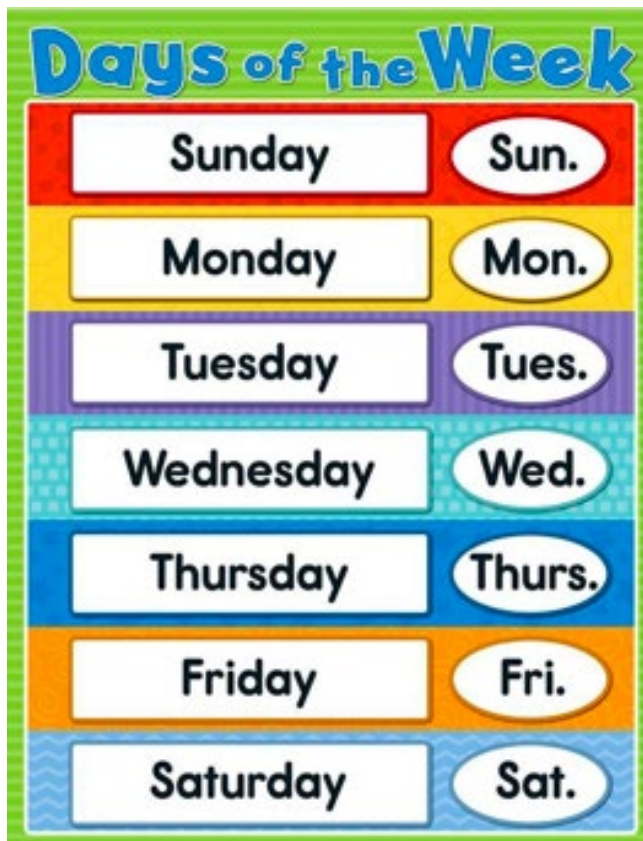 Days of the Week
Sunday Sun.
Monday Mon.
Tuesday Tues.
Wednesday Wed.
Thursday Thurs.
Friday Fri.
Saturday Sat.